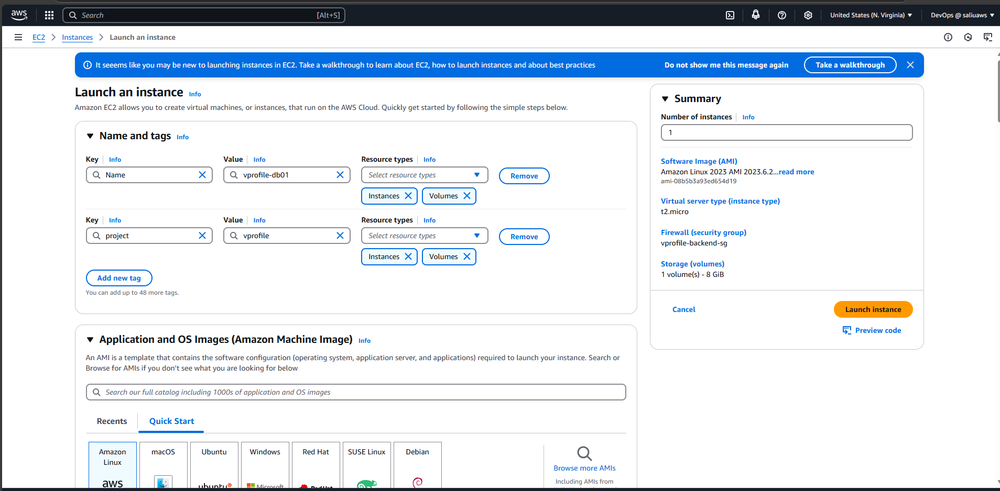 aws
Search [Alt+S]
United States (N. Virginia)
DevOps @ saliuaws
EC2
Instances
Launch an instance
It seeems like you may be new to launching instances in EC2. Take a walkthrough to learn about EC2, how to launch instances and about best practices
Do not show me this message again
Take a walkthrough
Launch an instance Info
Amazon EC2 allows you to create virtual machines, or instances, that run on the AWS Cloud. Quickly get started by following the simple steps below.
Name and tags Info
Key Info
Value Info
Resource types Info
Name
vprofile-db01
Select resource types
Remove
Instances
Volumes
Key Info
Value Info
Resource types Info
project
vprofile
Select resource types
Remove
Instances
Volumes
Add new tag
You can add up to 48 more tags.
Application and OS Images (Amazon Machine Image) Info
An AMI is a template that contains the software configuration (operating system, application server, and applications) required to launch your instance. Search or
Browse for AMIs if you don't see what you are looking for below
Search our full catalog including 1000s of application and OS images
Recents
Quick Start
Amazon
Linux
aws
macOS
Ubuntu
ubuntu
Windows
Microsoft
Red Hat
Red Hat
SUSE Linux
Debian
Browse more AMIs
Including AMIs from
Summary
Number of instances Info
1
Software Image (AMI)
Amazon Linux 2023 AMI 2023.6.2...read more
ami-08b5b3a93ed654d19
Virtual server type (instance type)
t2.micro
Firewall (security group)
vprofile-backend-sg
Storage (volumes)
1 volume(s) - 8 GiB
Cancel
Launch instance
Preview code